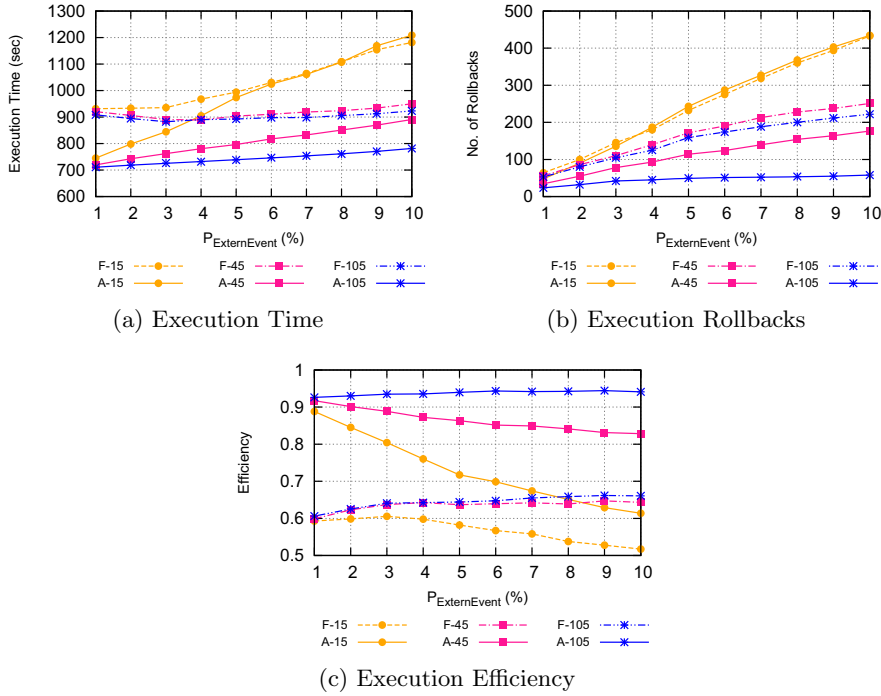 1300
1200
1100
1000
900
800
700
600
Execution Time (sec)
1 2 3 4 5 6 7 8 9 10
P_ExternEvent (%)
F-15 F-45 F-105
A-15 A-45 A-105
(a) Execution Time
500
400
300
200
100
0
No. of Rollbacks
1 2 3 4 5 6 7 8 9 10
P_ExternEvent (%)
F-15 F-45 F-105
A-15 A-45 A-105
(b) Execution Rollbacks
1
0.9
0.8
0.7
0.6
0.5
Efficiency
1 2 3 4 5 6 7 8 9 10
P_ExternEvent (%)
F-15 F-45 F-105
A-15 A-45 A-105
(c) Execution Efficiency